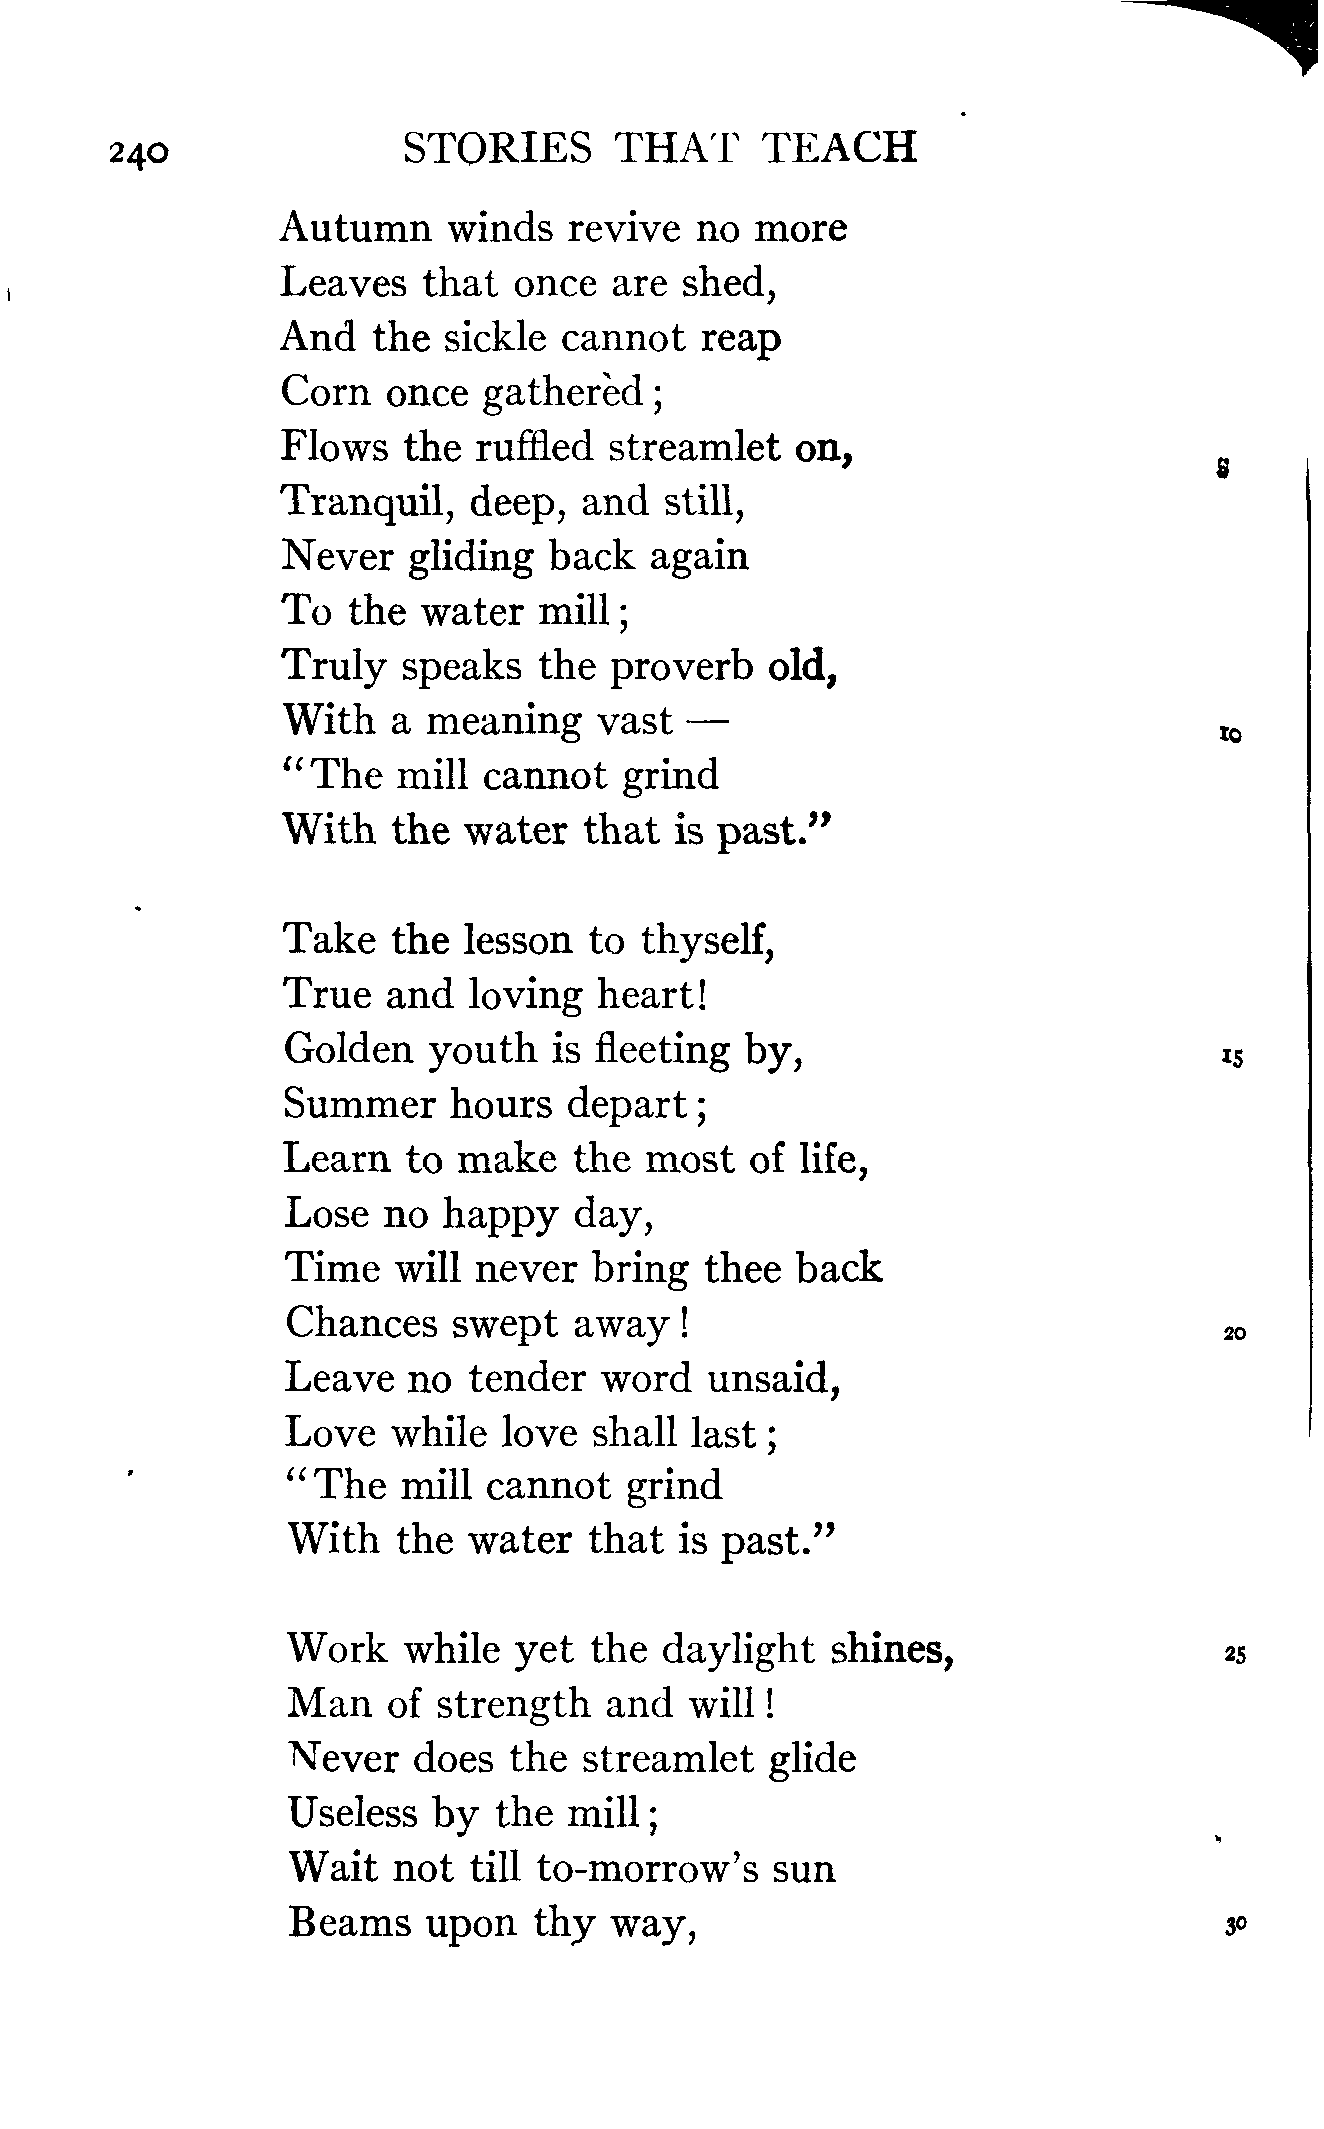 240 STORIES THAT TEACH
Autumn winds revive no more
Leaves that once are shed,
And the sickle cannot reap
Corn once gatherèd ;
Flows the ruffled streamlet on, 5
Tranquil, deep, and still,
Never gliding back again
To the water mill ;
Truly speaks the proverb old,
With a meaning vast — 10
“The mill cannot grind
With the water that is past.”
Take the lesson to thyself,
True and loving heart!
Golden youth is fleeting by, 15
Summer hours depart ;
Learn to make the most of life,
Lose no happy day,
Time will never bring thee back
Chances swept away ! 20
Leave no tender word unsaid,
Love while love shall last ;
“The mill cannot grind
With the water that is past.”
Work while yet the daylight shines, 25
Man of strength and will !
Never does the streamlet glide
Useless by the mill ;
Wait not till to-morrow’s sun
Beams upon thy way, 30